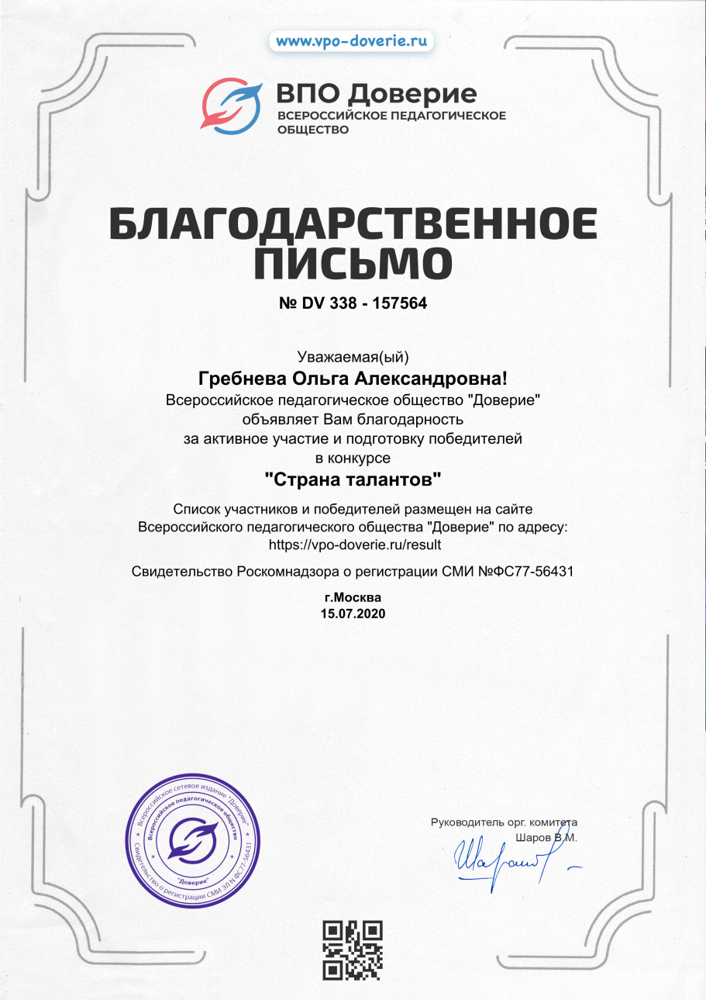 www.vpo-doverie.ru
ВПО Доверие
ВСЕРОССИЙСКОЕ ПЕДАГОГИЧЕСКОЕ
ОБЩЕСТВО
БЛАГОДАРСТВЕННОЕ
ПИСЬМО
№ DV 338 - 157564
Уважаемая(ый)
Гребнева Ольга Александровна!
Всероссийское педагогическое общество "Доверие"
объявляет Вам благодарность
за активное участие и подготовку победителей
в конкурсе
"Страна талантов"
Список участников и победителей размещен на сайте
Всероссийского педагогического общества "Доверие" по адресу:
https://vpo-doverie.ru/result
Свидетельство Роскомнадзора о регистрации СМИ №ФС77-56431
г.Москва
15.07.2020
Всероссийское сетевое издание "Доверие"
Свидетельство о регистрации СМИ ЭЛ N ФС77-56431
Всероссийское педагогическое общество
"Доверие"
Руководитель орг. комитета
Шаров В.М.